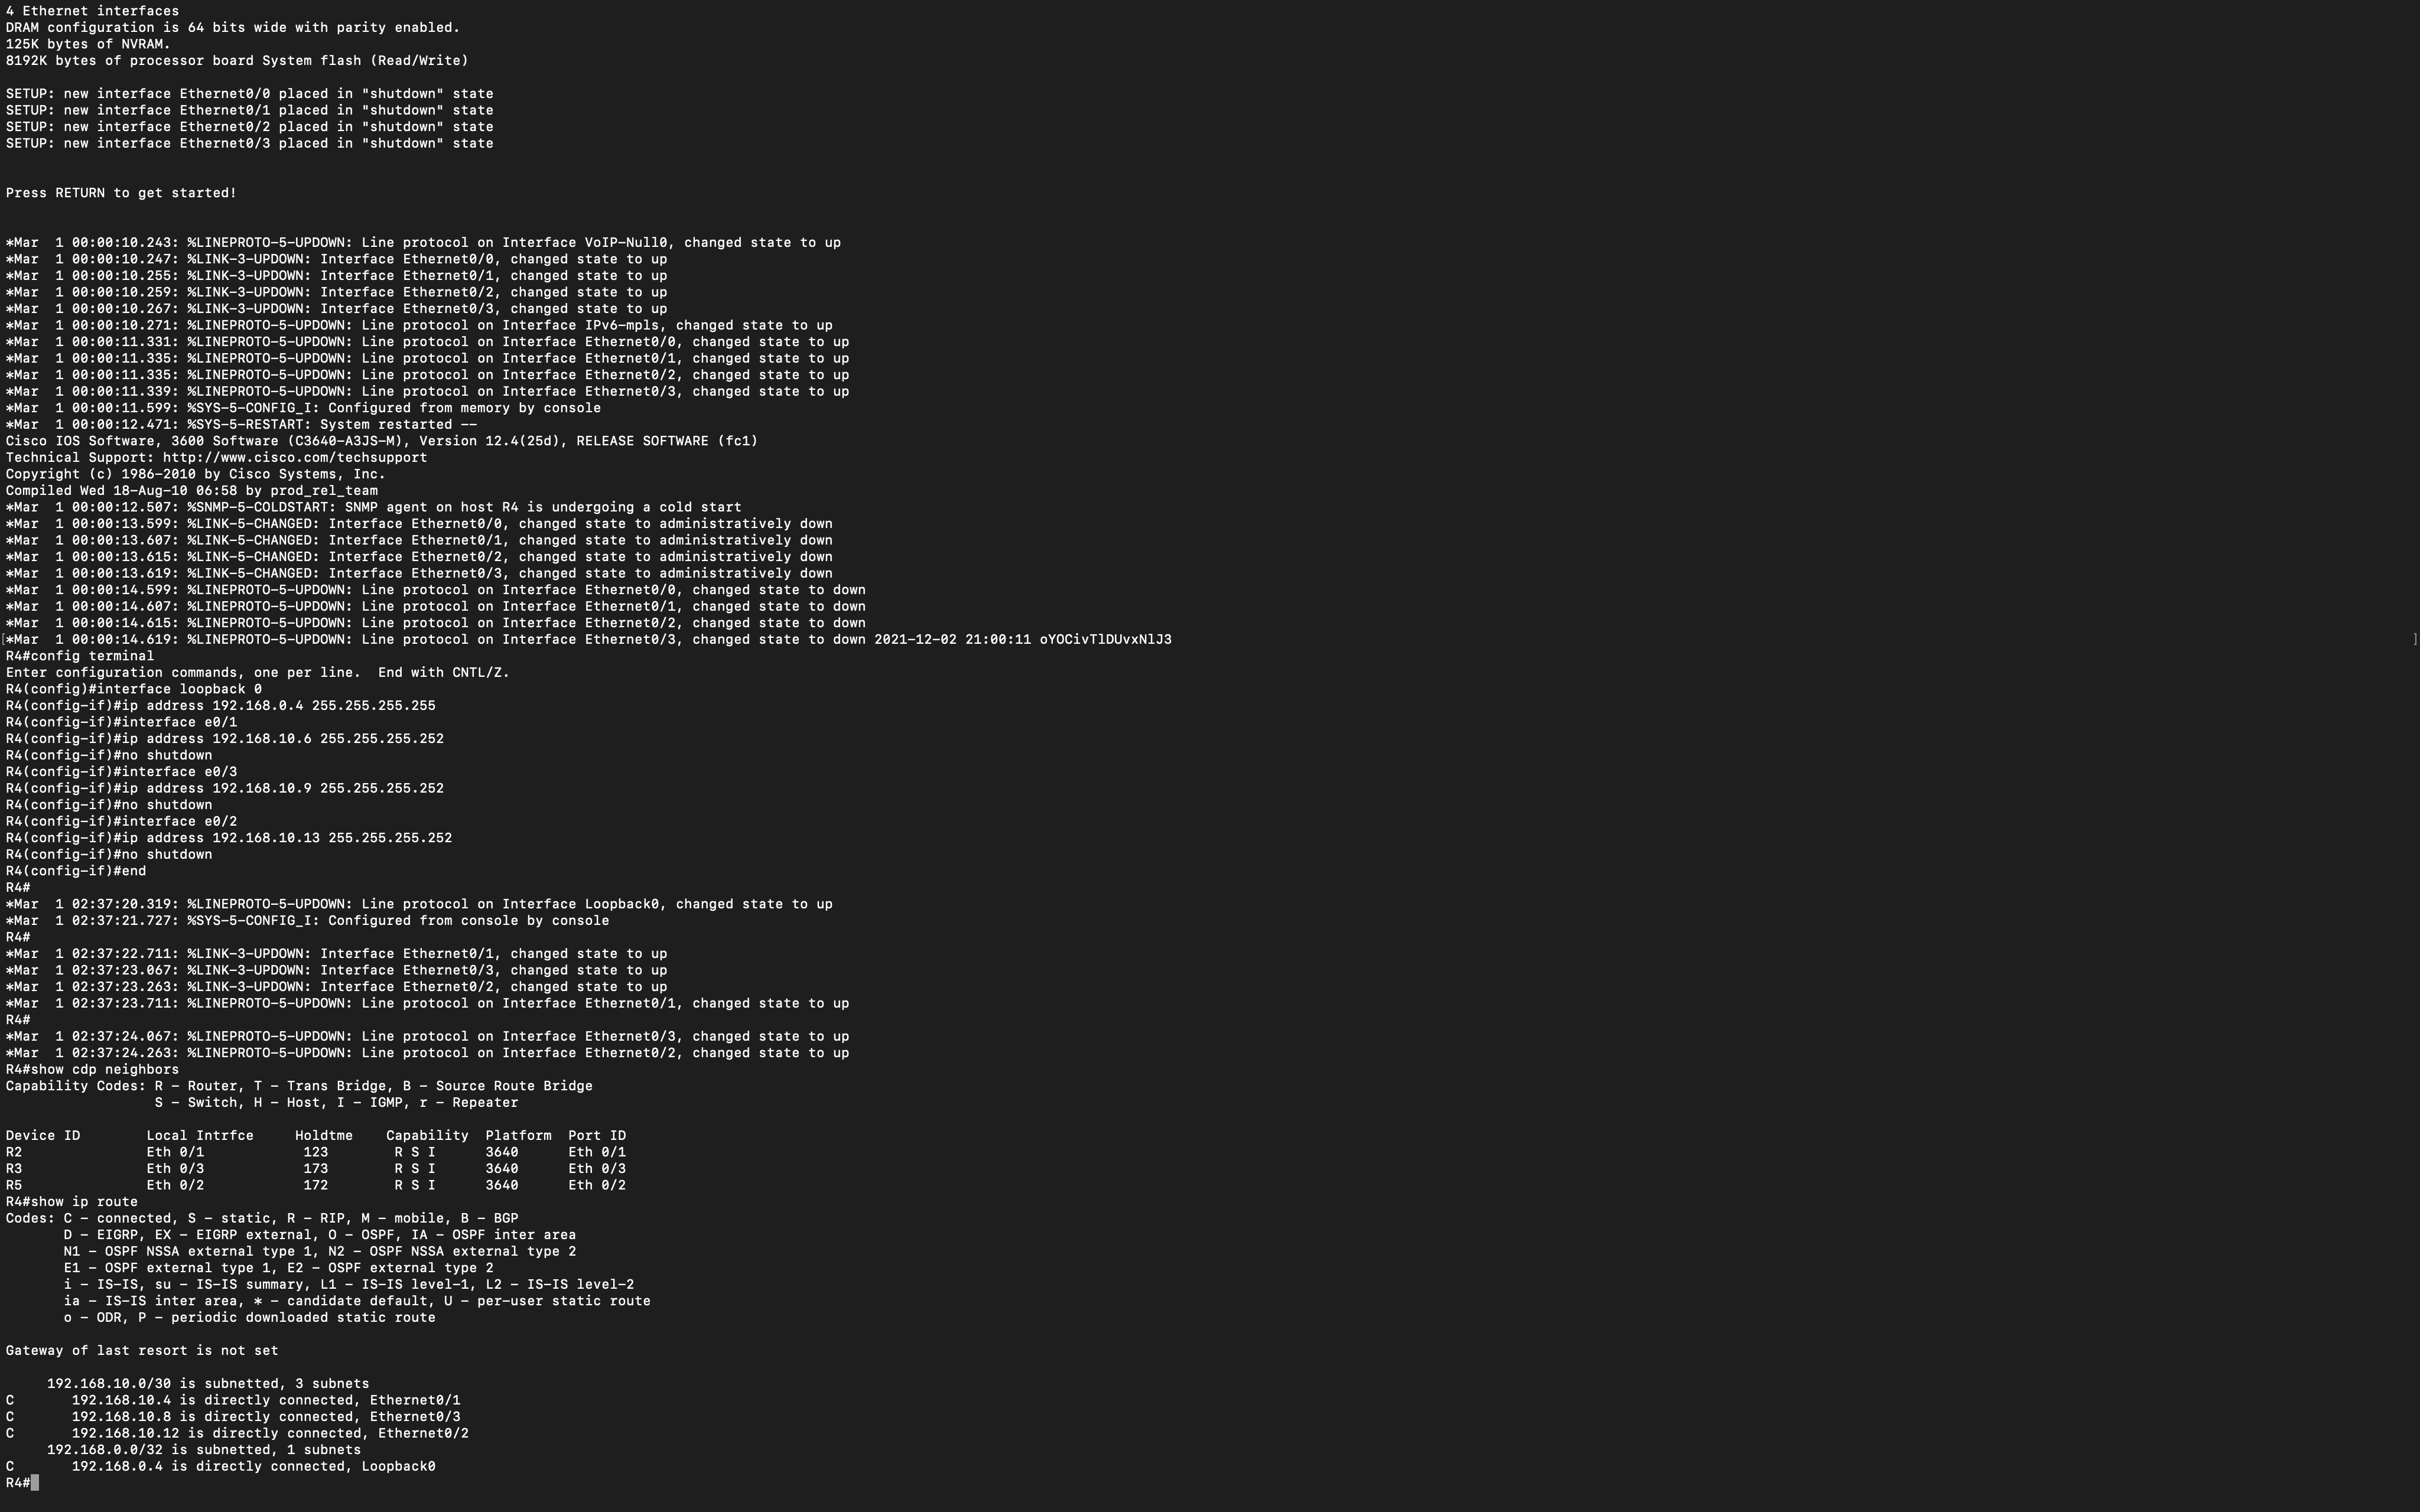 4 Ethernet interfaces
DRAM configuration is 64 bits wide with parity enabled.
125K bytes of NVRAM.
8192K bytes of processor board System flash (Read/Write)
SETUP: new interface Ethernet0/0 placed in "shutdown" state
SETUP: new interface Ethernet0/1 placed in "shutdown" state
SETUP: new interface Ethernet0/2 placed in "shutdown" state
SETUP: new interface Ethernet0/3 placed in "shutdown" state
Press RETURN to get started!
*Mar  1 00:00:10.243: %LINEPROTO-5-UPDOWN: Line protocol on Interface VoIP-Null0, changed state to up
*Mar  1 00:00:10.247: %LINK-3-UPDOWN: Interface Ethernet0/0, changed state to up
*Mar  1 00:00:10.255: %LINK-3-UPDOWN: Interface Ethernet0/1, changed state to up
*Mar  1 00:00:10.259: %LINK-3-UPDOWN: Interface Ethernet0/2, changed state to up
*Mar  1 00:00:10.267: %LINK-3-UPDOWN: Interface Ethernet0/3, changed state to up
*Mar  1 00:00:10.271: %LINEPROTO-5-UPDOWN: Line protocol on Interface IPv6-mpls, changed state to up
*Mar  1 00:00:11.331: %LINEPROTO-5-UPDOWN: Line protocol on Interface Ethernet0/0, changed state to up
*Mar  1 00:00:11.335: %LINEPROTO-5-UPDOWN: Line protocol on Interface Ethernet0/1, changed state to up
*Mar  1 00:00:11.335: %LINEPROTO-5-UPDOWN: Line protocol on Interface Ethernet0/2, changed state to up
*Mar  1 00:00:11.339: %LINEPROTO-5-UPDOWN: Line protocol on Interface Ethernet0/3, changed state to up
*Mar  1 00:00:11.599: %SYS-5-CONFIG_I: Configured from memory by console
*Mar  1 00:00:12.471: %SYS-5-RESTART: System restarted --
Cisco IOS Software, 3600 Software (C3640-A3JS-M), Version 12.4(25d), RELEASE SOFTWARE (fc1)
Technical Support: http://www.cisco.com/techsupport
Copyright (c) 1986-2010 by Cisco Systems, Inc.
Compiled Wed 18-Aug-10 06:58 by prod_rel_team
*Mar  1 00:00:12.507: %SNMP-5-COLDSTART: SNMP agent on host R4 is undergoing a cold start
*Mar  1 00:00:13.599: %LINK-5-CHANGED: Interface Ethernet0/0, changed state to administratively down
*Mar  1 00:00:13.607: %LINK-5-CHANGED: Interface Ethernet0/1, changed state to administratively down
*Mar  1 00:00:13.615: %LINK-5-CHANGED: Interface Ethernet0/2, changed state to administratively down
*Mar  1 00:00:13.619: %LINK-5-CHANGED: Interface Ethernet0/3, changed state to administratively down
*Mar  1 00:00:14.599: %LINEPROTO-5-UPDOWN: Line protocol on Interface Ethernet0/0, changed state to down
*Mar  1 00:00:14.607: %LINEPROTO-5-UPDOWN: Line protocol on Interface Ethernet0/1, changed state to down
*Mar  1 00:00:14.615: %LINEPROTO-5-UPDOWN: Line protocol on Interface Ethernet0/2, changed state to down
[*Mar  1 00:00:14.619: %LINEPROTO-5-UPDOWN: Line protocol on Interface Ethernet0/3, changed state to down 2021-12-02 21:00:11 oYOCivTlDUvxNlJ3 ]
R4#config terminal
Enter configuration commands, one per line.  End with CNTL/Z.
R4(config)#interface loopback 0
R4(config-if)#ip address 192.168.0.4 255.255.255.255
R4(config-if)#interface e0/1
R4(config-if)#ip address 192.168.10.6 255.255.255.252
R4(config-if)#no shutdown
R4(config-if)#interface e0/3
R4(config-if)#ip address 192.168.10.9 255.255.255.252
R4(config-if)#no shutdown
R4(config-if)#interface e0/2
R4(config-if)#ip address 192.168.10.13 255.255.255.252
R4(config-if)#no shutdown
R4(config-if)#end
R4#
*Mar  1 02:37:20.319: %LINEPROTO-5-UPDOWN: Line protocol on Interface Loopback0, changed state to up
*Mar  1 02:37:21.727: %SYS-5-CONFIG_I: Configured from console by console
R4#
*Mar  1 02:37:22.711: %LINK-3-UPDOWN: Interface Ethernet0/1, changed state to up
*Mar  1 02:37:23.067: %LINK-3-UPDOWN: Interface Ethernet0/3, changed state to up
*Mar  1 02:37:23.263: %LINK-3-UPDOWN: Interface Ethernet0/2, changed state to up
*Mar  1 02:37:23.711: %LINEPROTO-5-UPDOWN: Line protocol on Interface Ethernet0/1, changed state to up
R4#
*Mar  1 02:37:24.067: %LINEPROTO-5-UPDOWN: Line protocol on Interface Ethernet0/3, changed state to up
*Mar  1 02:37:24.263: %LINEPROTO-5-UPDOWN: Line protocol on Interface Ethernet0/2, changed state to up
R4#show cdp neighbors
Capability Codes: R - Router, T - Trans Bridge, B - Source Route Bridge
                  S - Switch, H - Host, I - IGMP, r - Repeater
Device ID        Local Intrfce     Holdtme    Capability  Platform  Port ID
R2               Eth 0/1            123        R S I      3640      Eth 0/1
R3               Eth 0/3            173        R S I      3640      Eth 0/3
R5               Eth 0/2            172        R S I      3640      Eth 0/2
R4#show ip route
Codes: C - connected, S - static, R - RIP, M - mobile, B - BGP
       D - EIGRP, EX - EIGRP external, O - OSPF, IA - OSPF inter area
       N1 - OSPF NSSA external type 1, N2 - OSPF NSSA external type 2
       E1 - OSPF external type 1, E2 - OSPF external type 2
       i - IS-IS, su - IS-IS summary, L1 - IS-IS level-1, L2 - IS-IS level-2
       ia - IS-IS inter area, * - candidate default, U - per-user static route
       o - ODR, P - periodic downloaded static route
Gateway of last resort is not set
     192.168.10.0/30 is subnetted, 3 subnets
C       192.168.10.4 is directly connected, Ethernet0/1
C       192.168.10.8 is directly connected, Ethernet0/3
C       192.168.10.12 is directly connected, Ethernet0/2
     192.168.0.0/32 is subnetted, 1 subnets
C       192.168.0.4 is directly connected, Loopback0
R4#